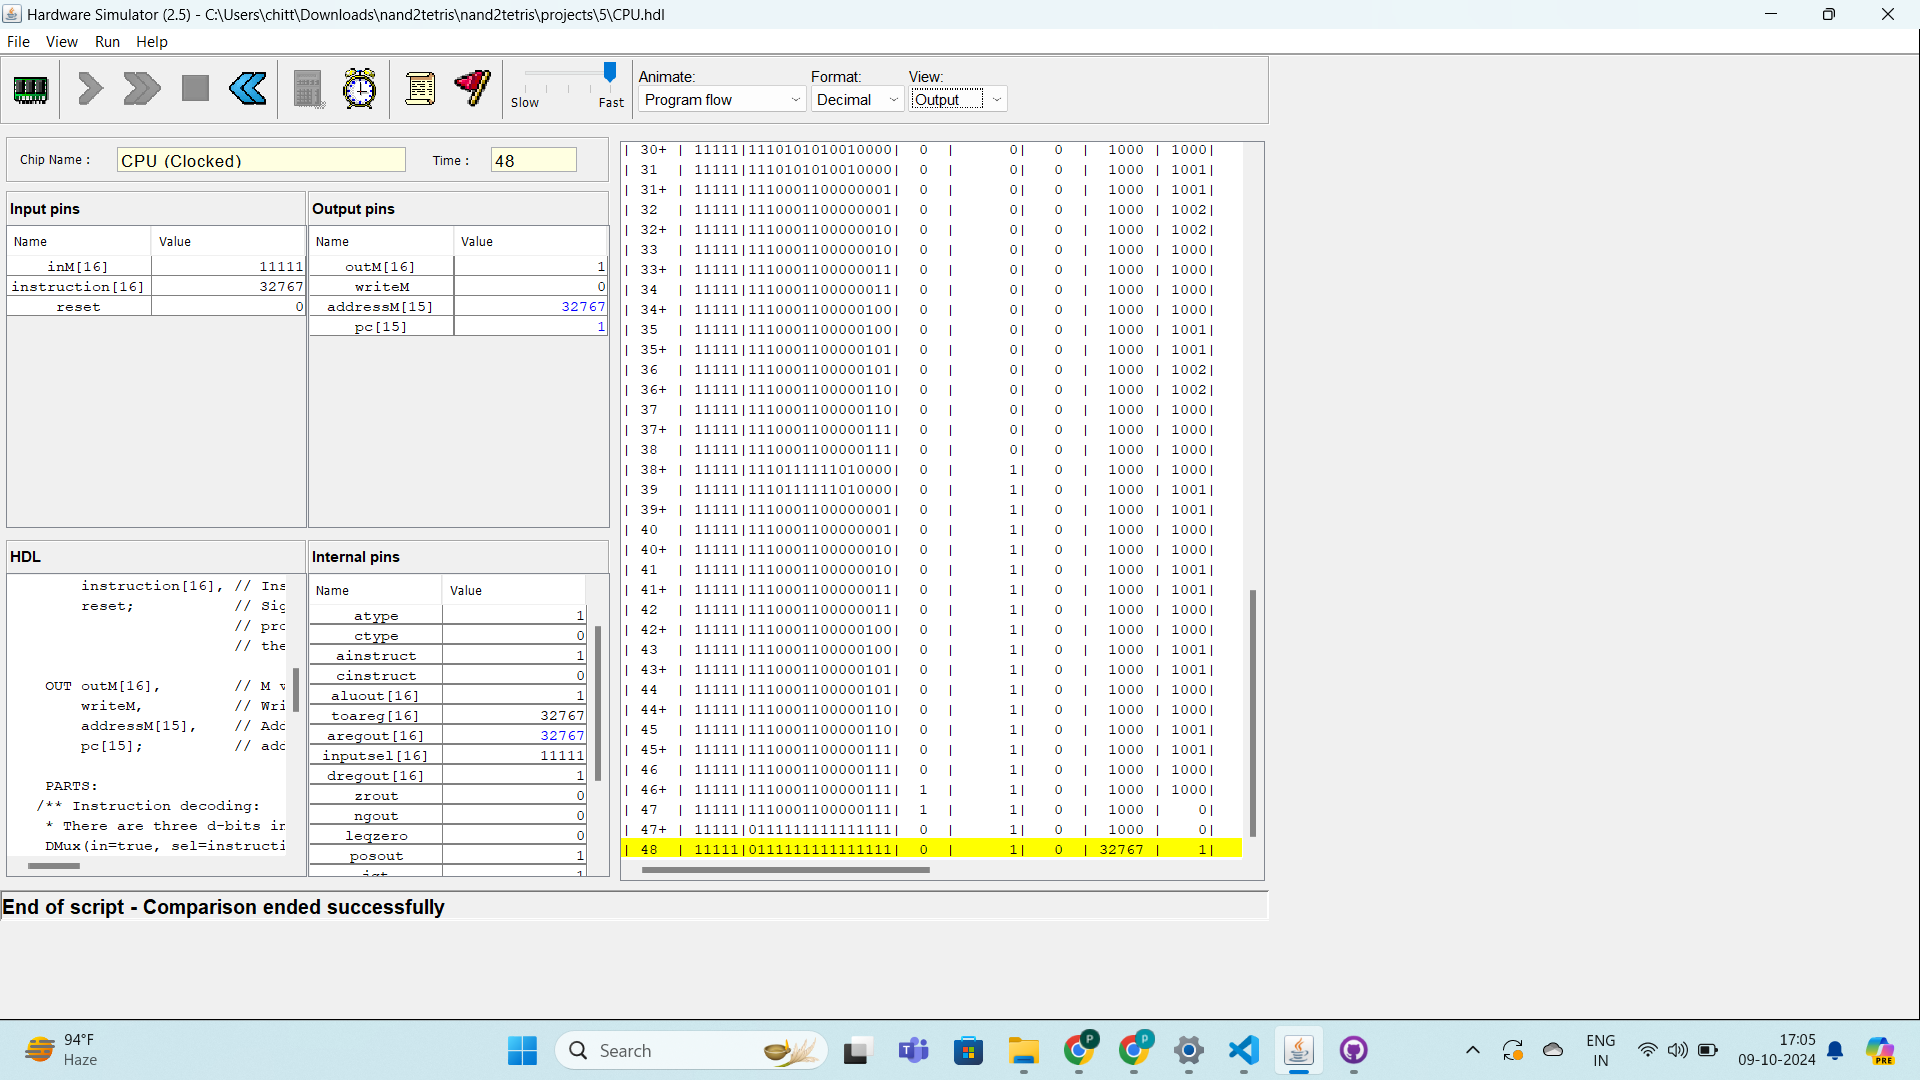 Hardware Simulator (2.5) - C:\Users\chitt\Downloads\nand2tetris\nand2tetris\projects\5\CPU.hdl
File View Run Help
Slow Fast
Animate: Format: View:
Program flow Decimal Output
Chip Name : CPU (Clocked) Time : 48
Input pins
Name Value
inM[16] 11111
instruction[16] 32767
reset 0
Output pins
Name Value
outM[16] 1
writeM 0
addressM[15] 32767
pc[15] 1
HDL
instruction[16], // Ins
reset; // Sig
// pro
// the
OUT outM[16], // M v
writeM, // Wri
addressM[15], // Add
pc[15]; // add
PARTS:
/** Instruction decoding:
* There are three d-bits in
DMux(in=true, sel=instructi
Internal pins
Name Value
atype 1
ctype 0
ainstruct 1
cinstruct 0
aluout[16] 1
toareg[16] 32767
aregout[16] 32767
inputsel[16] 11111
dregout[16] 1
zrout 0
ngout 0
leqzero 0
posout 1
| 30+ | 11111|1110101010010000| 0 | 0| 0 | 1000 | 1000|
| 31 | 11111|1110101010010000| 0 | 0| 0 | 1000 | 1001|
| 31+ | 11111|1110001100000001| 0 | 0| 0 | 1000 | 1001|
| 32 | 11111|1110001100000001| 0 | 0| 0 | 1000 | 1002|
| 32+ | 11111|1110001100000010| 0 | 0| 0 | 1000 | 1002|
| 33 | 11111|1110001100000010| 0 | 0| 0 | 1000 | 1000|
| 33+ | 11111|1110001100000011| 0 | 0| 0 | 1000 | 1000|
| 34 | 11111|1110001100000011| 0 | 0| 0 | 1000 | 1000|
| 34+ | 11111|1110001100000100| 0 | 0| 0 | 1000 | 1000|
| 35 | 11111|1110001100000100| 0 | 0| 0 | 1000 | 1001|
| 35+ | 11111|1110001100000101| 0 | 0| 0 | 1000 | 1001|
| 36 | 11111|1110001100000101| 0 | 0| 0 | 1000 | 1002|
| 36+ | 11111|1110001100000110| 0 | 0| 0 | 1000 | 1002|
| 37 | 11111|1110001100000110| 0 | 0| 0 | 1000 | 1000|
| 37+ | 11111|1110001100000111| 0 | 0| 0 | 1000 | 1000|
| 38 | 11111|1110001100000111| 0 | 0| 0 | 1000 | 1000|
| 38+ | 11111|1110111111010000| 0 | 1| 0 | 1000 | 1000|
| 39 | 11111|1110111111010000| 0 | 1| 0 | 1000 | 1001|
| 39+ | 11111|1110001100000001| 0 | 1| 0 | 1000 | 1001|
| 40 | 11111|1110001100000001| 0 | 1| 0 | 1000 | 1000|
| 40+ | 11111|1110001100000010| 0 | 1| 0 | 1000 | 1000|
| 41 | 11111|1110001100000010| 0 | 1| 0 | 1000 | 1001|
| 41+ | 11111|1110001100000011| 0 | 1| 0 | 1000 | 1001|
| 42 | 11111|1110001100000011| 0 | 1| 0 | 1000 | 1000|
| 42+ | 11111|1110001100000100| 0 | 1| 0 | 1000 | 1000|
| 43 | 11111|1110001100000100| 0 | 1| 0 | 1000 | 1001|
| 43+ | 11111|1110001100000101| 0 | 1| 0 | 1000 | 1001|
| 44 | 11111|1110001100000101| 0 | 1| 0 | 1000 | 1000|
| 44+ | 11111|1110001100000110| 0 | 1| 0 | 1000 | 1000|
| 45 | 11111|1110001100000110| 0 | 1| 0 | 1000 | 1001|
| 45+ | 11111|1110001100000111| 0 | 1| 0 | 1000 | 1001|
| 46 | 11111|1110001100000111| 0 | 1| 0 | 1000 | 1000|
| 46+ | 11111|1110001100000111| 1 | 1| 0 | 1000 | 1000|
| 47 | 11111|1110001100000111| 1 | 1| 0 | 1000 | 0|
| 47+ | 11111|0111111111111111| 0 | 1| 0 | 1000 | 0|
| 48 | 11111|0111111111111111| 0 | 1| 0 | 32767 | 1|
End of script - Comparison ended successfully
94°F
Haze
Search
ENG
IN
17:05
09-10-2024
PRE